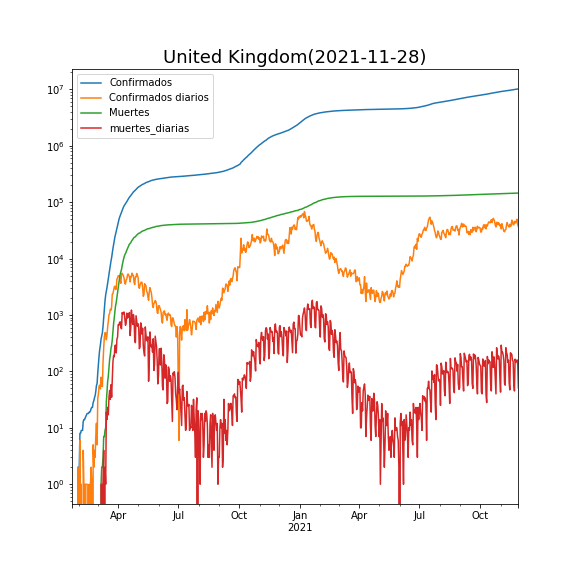 United Kingdom(2021-11-28)
Confirmados
Confirmados diarios
Muertes
muertes_diarias
10⁷
10⁶
10⁵
10⁴
10³
10²
10¹
10⁰
Apr Jul Oct Jan Apr Jul Oct
2021